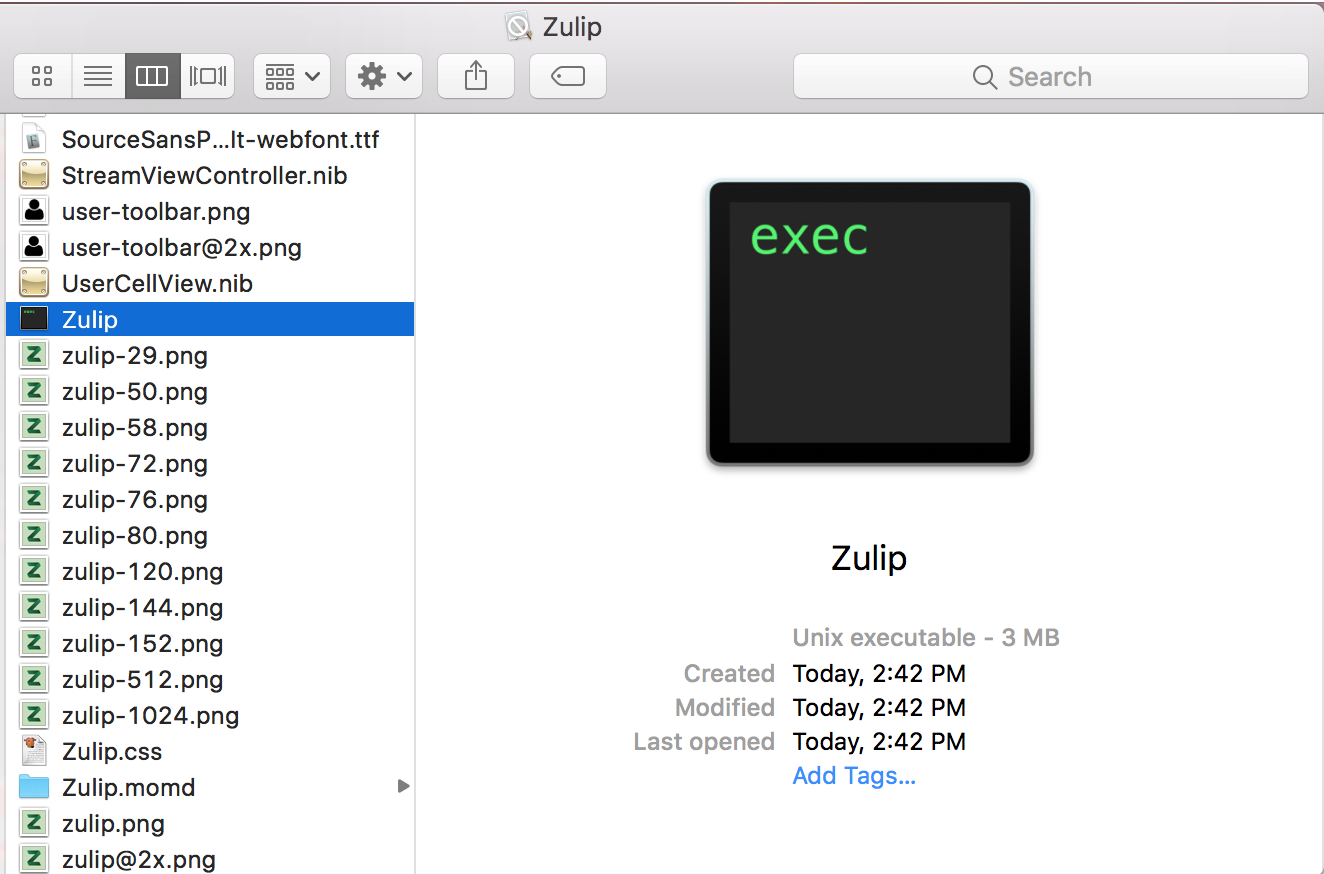 Zulip
Search
SourceSansP...lt-webfont.ttf
StreamViewController.nib
user-toolbar.png
user-toolbar@2x.png
UserCellView.nib
Zulip
zulip-29.png
zulip-50.png
zulip-58.png
zulip-72.png
zulip-76.png
zulip-80.png
zulip-120.png
zulip-144.png
zulip-152.png
zulip-512.png
zulip-1024.png
Zulip.css
Zulip.momd
zulip.png
zulip@2x.png
exec
Zulip
Unix executable - 3 MB
Created Today, 2:42 PM
Modified Today, 2:42 PM
Last opened Today, 2:42 PM
Add Tags...